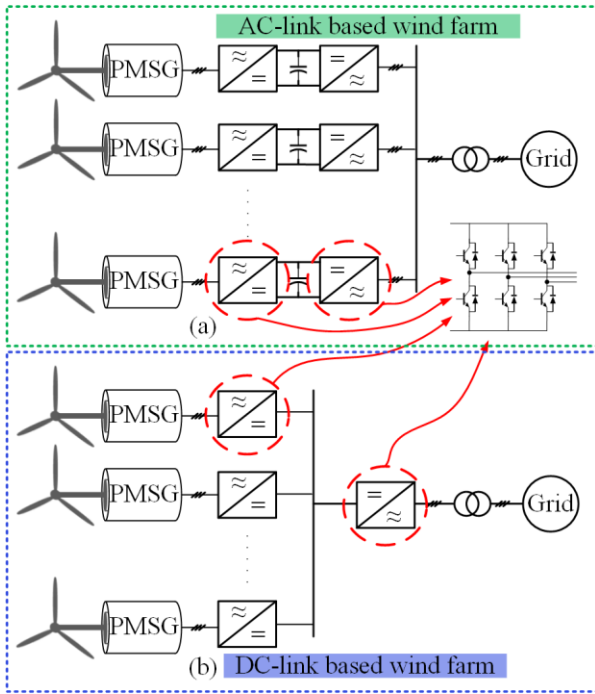 AC-link based wind farm
PMSG
PMSG
Grid
PMSG
(a)
PMSG
PMSG
Grid
PMSG
(b)
DC-link based wind farm